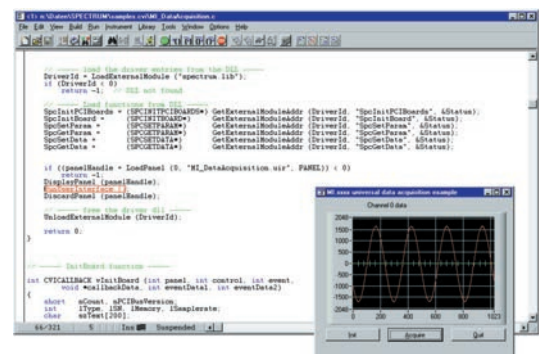 c:\ n:\Daten\SPECTRUM\samples.cvi\MI_DataAcquisition.c
File Edit View Build Run Instrument Library Tools Window Options Help
// ----- load the driver entries from the DLL -----
DriverId = LoadExternalModule ("spectrum.lib");
if (DriverId < 0)
return -1; // DLL not found
// ----- Load functions from DLL -----
SpcInitPCIBoards = (SPCINITPCIBOARDS*) GetExternalModuleAddr (DriverId, "SpcInitPCIBoards", &Status);
SpcInitBoard = (SPCINITBOARD*) GetExternalModuleAddr (DriverId, "SpcInitBoard", &Status);
SpcSetParam = (SPCSETPARAM*) GetExternalModuleAddr (DriverId, "SpcSetParam", &Status);
SpcGetParam = (SPCGETPARAM*) GetExternalModuleAddr (DriverId, "SpcGetParam", &Status);
SpcSetData = (SPCSETDATA*) GetExternalModuleAddr (DriverId, "SpcSetData", &Status);
SpcGetData = (SPCGETDATA*) GetExternalModuleAddr (DriverId, "SpcGetData", &Status);
if ((panelHandle = LoadPanel (0, "MI_DataAcquisition.uir", PANEL)) < 0)
return -1;
DisplayPanel (panelHandle);
RunUserInterface ();
DiscardPanel (panelHandle);
// ----- free the driver dll -----
UnloadExternalModule (DriverId);
return 0;
}
// ----- InitBoard function -----
int CVICALLBACK vInitBoard (int panel, int control, int event,
void *callbackData, int eventData1, int eventData2)
{
short nCount, nPCIBusVersion;
int lType, lSN, lMemory, lSamplerate;
char szText[200];
66/321 5 Ins Suspended
MI.xxxx universal data acquisition example
Channel 0 data
2048
1500
1000
500
0
-500
-1000
-1500
-2048
0 200 400 600 800 1023
Init Acquire Quit